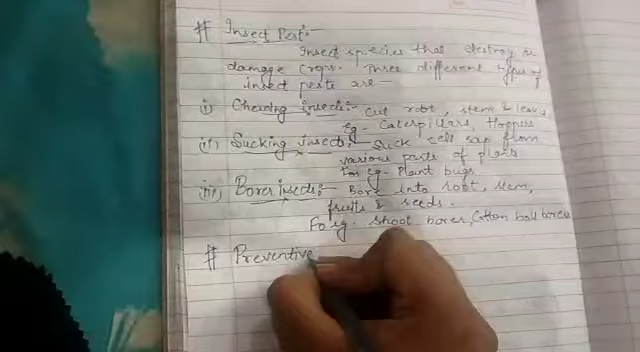 # Insect Pest:-
Insect species that destroy or
damage crops. Three different types of
insect pests are -
i) Chewing insects:- Cut root, stem & leaves
Eg - Caterpillars, Hoppers
ii) Sucking insects:- Suck cell sap from
various parts of plants
For eg- Plant bugs
iii) Borer insects:- Bore into root, stem,
fruits & seeds.
For eg- Shoot borer, Cotton boll borer
# Preventive